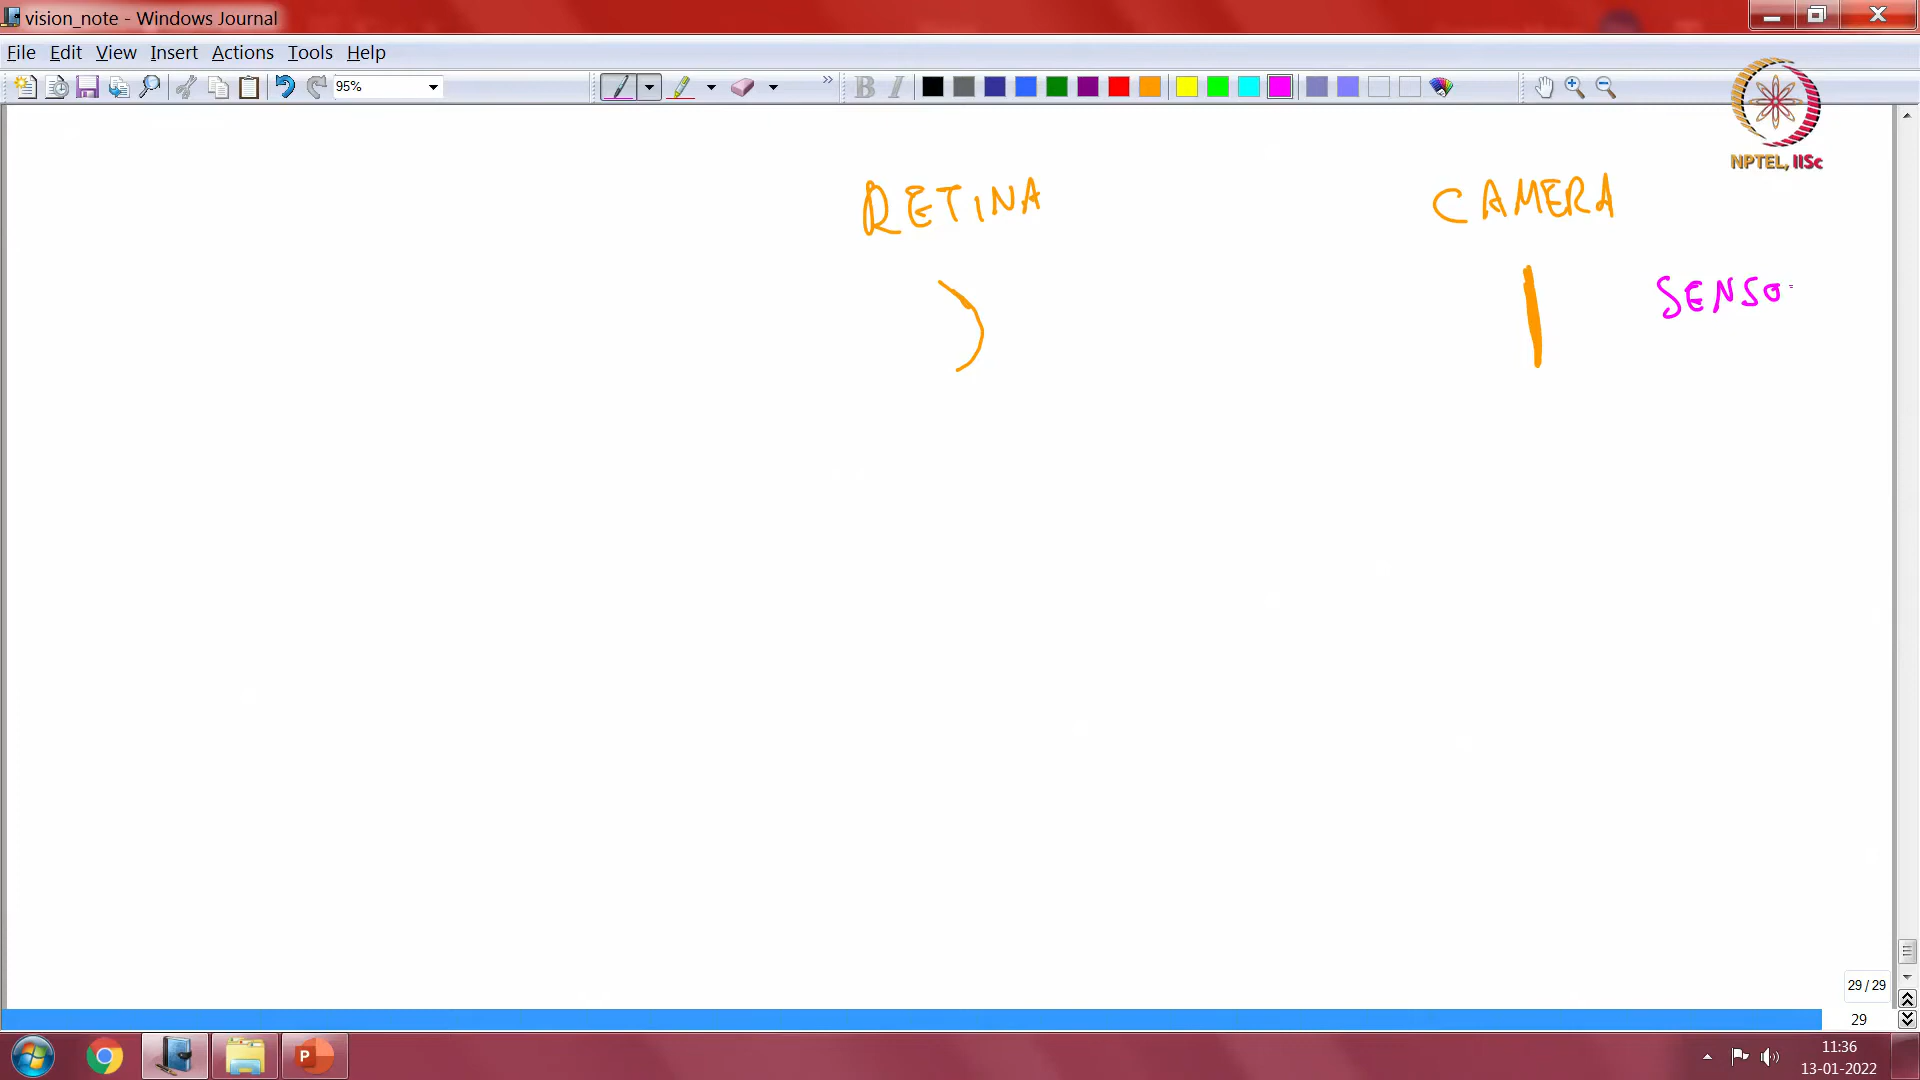 vision_note - Windows Journal
File Edit View Insert Actions Tools Help
95%
NPTEL, IISc
RETINA CAMERA
SENSO
29 / 29
29
11:36
13-01-2022